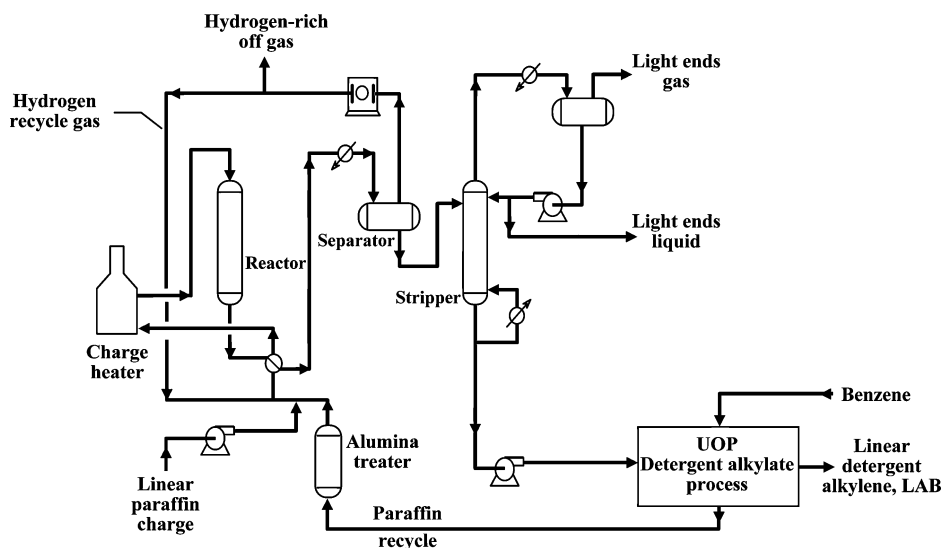 Hydrogen-rich
off gas
Light ends
gas
Hydrogen
recycle gas
Separator
Light ends
liquid
Reactor
Stripper
Charge
heater
Benzene
Alumina
treater
UOP
Detergent alkylate
process
Linear
detergent
alkylene, LAB
Linear
paraffin
charge
Paraffin
recycle